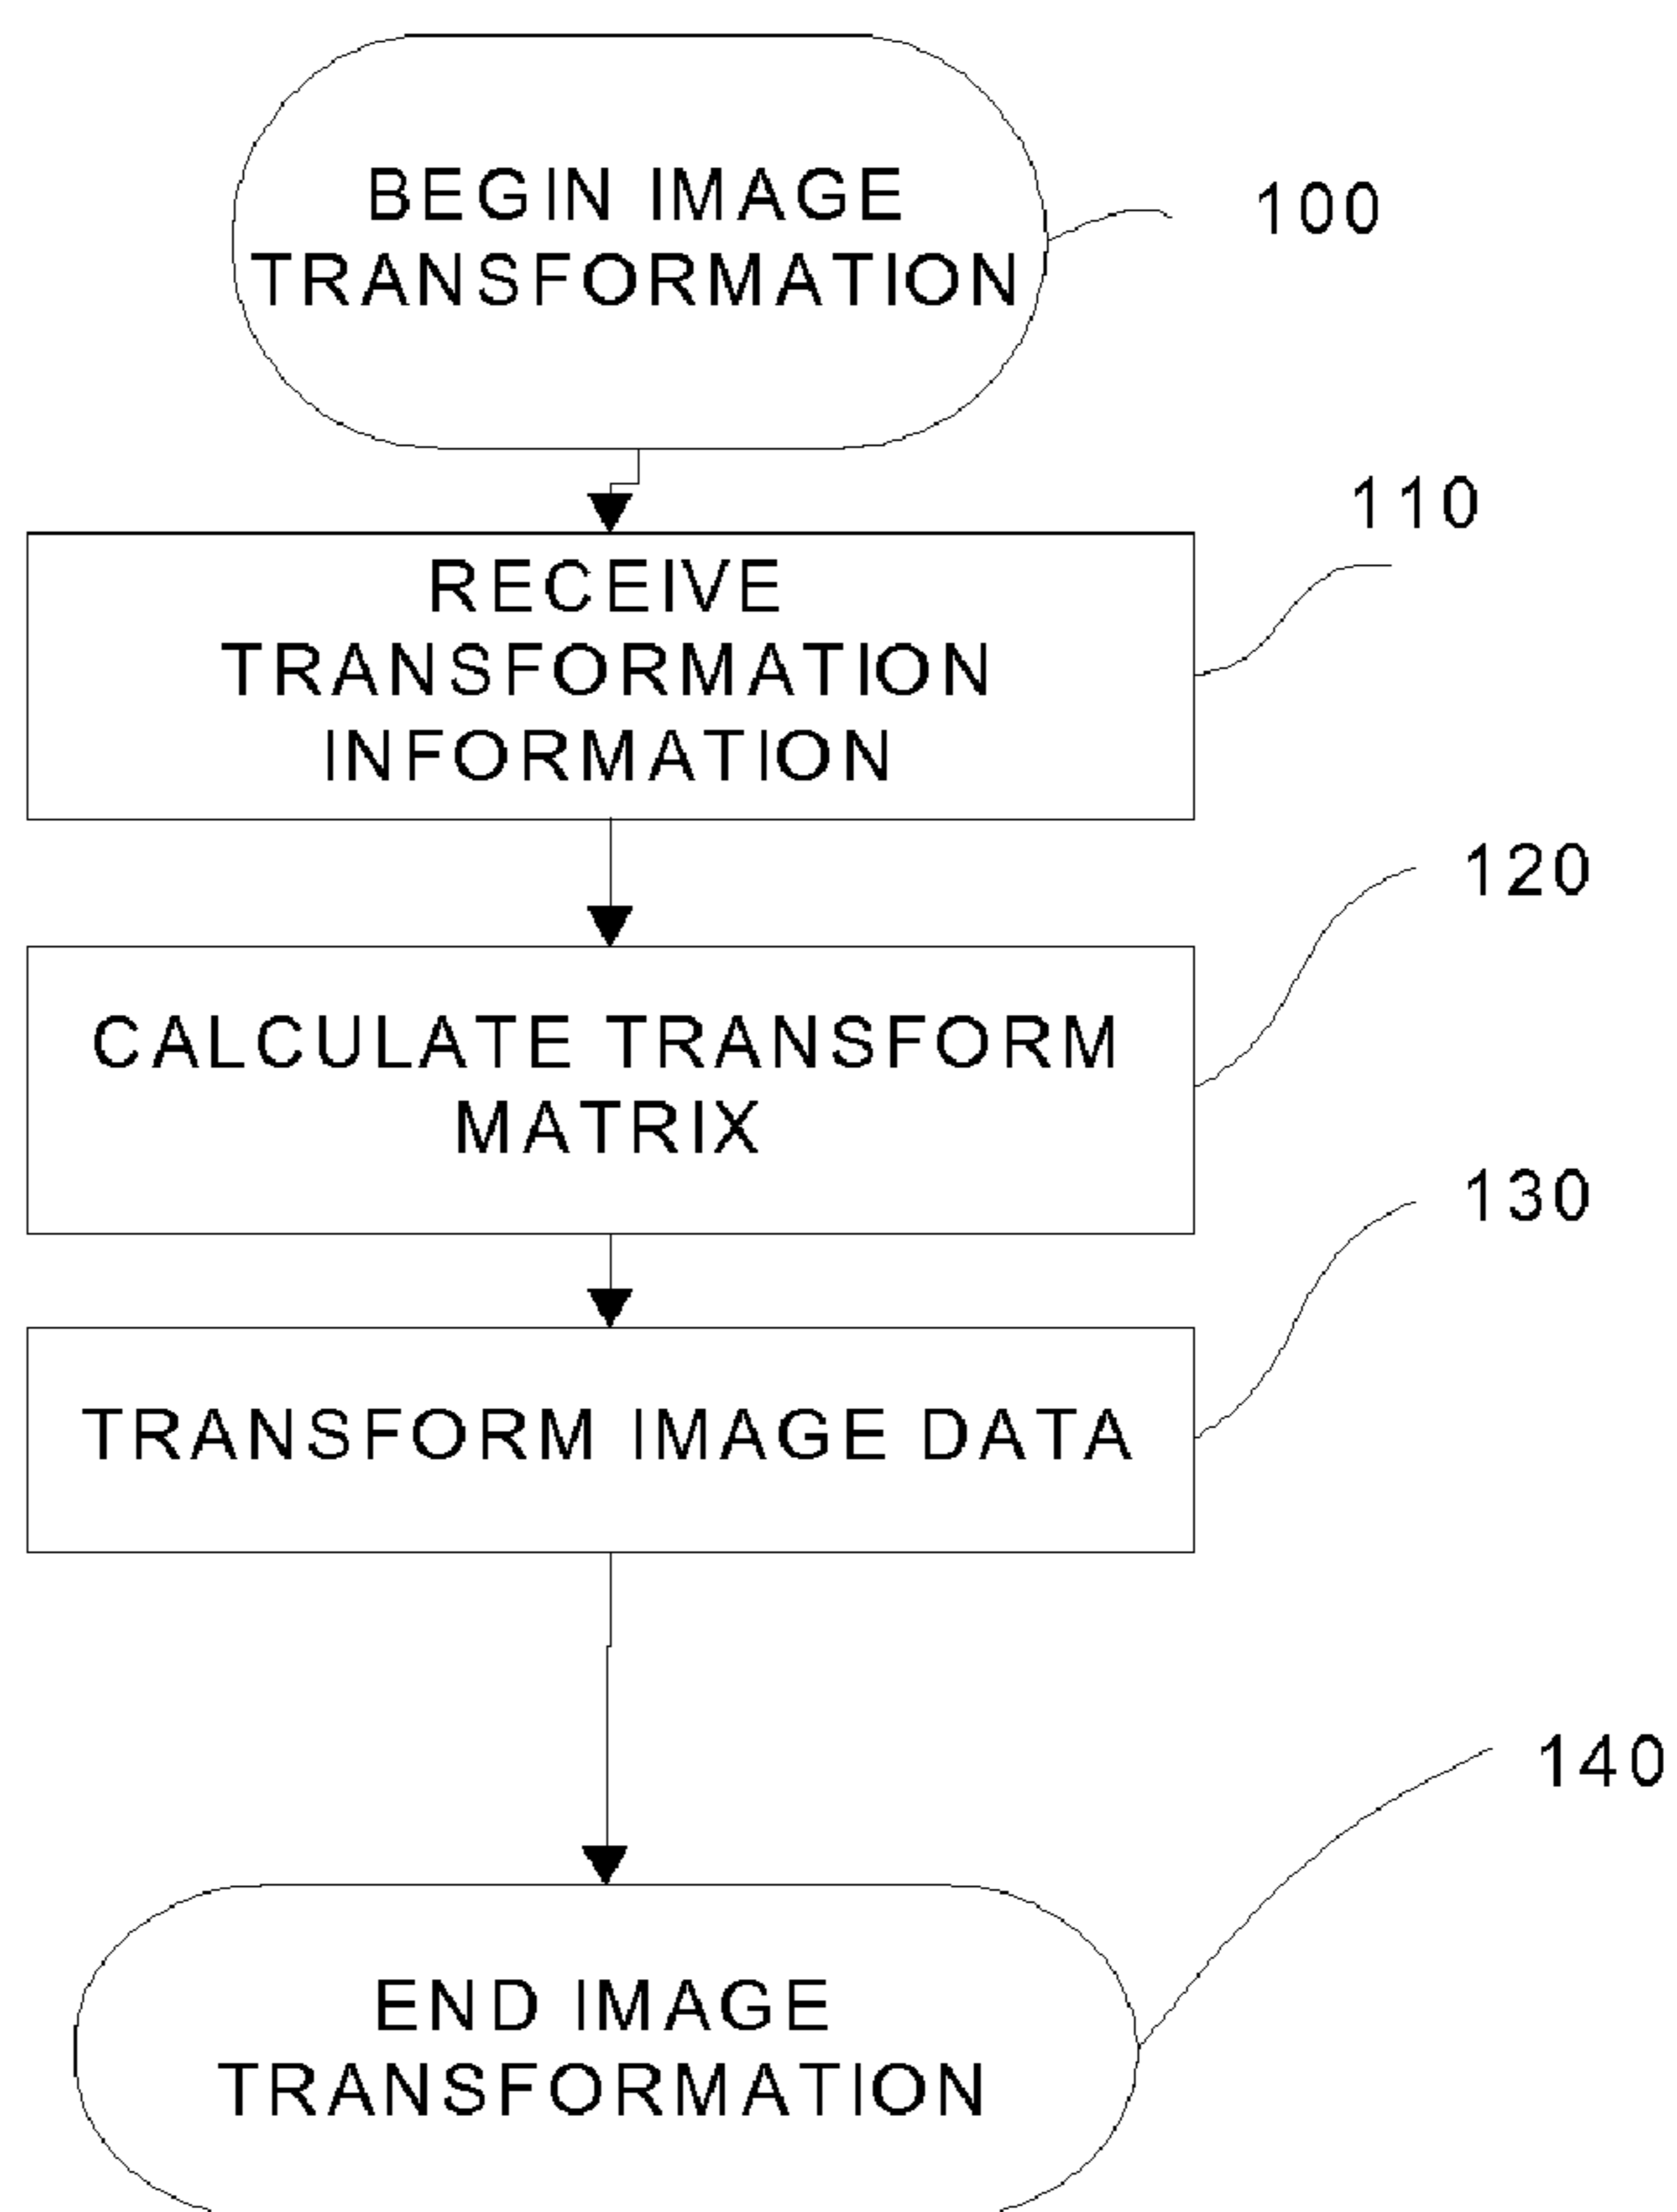 BEGIN IMAGE
TRANSFORMATION
100
RECEIVE
TRANSFORMATION
INFORMATION
110
CALCULATE TRANSFORM
MATRIX
120
TRANSFORM IMAGE DATA
130
END IMAGE
TRANSFORMATION
140